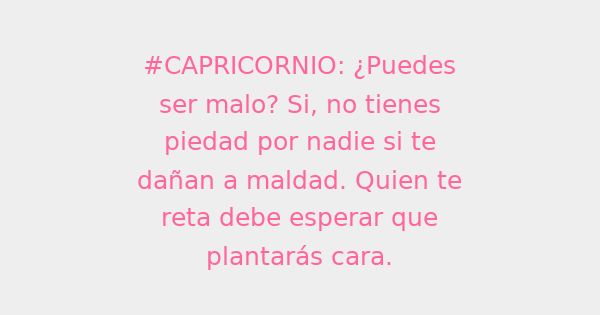 #CAPRICORNIO: ¿Puedes
ser malo? Si, no tienes
piedad por nadie si te
dañan a maldad. Quien te
reta debe esperar que
plantarás cara.